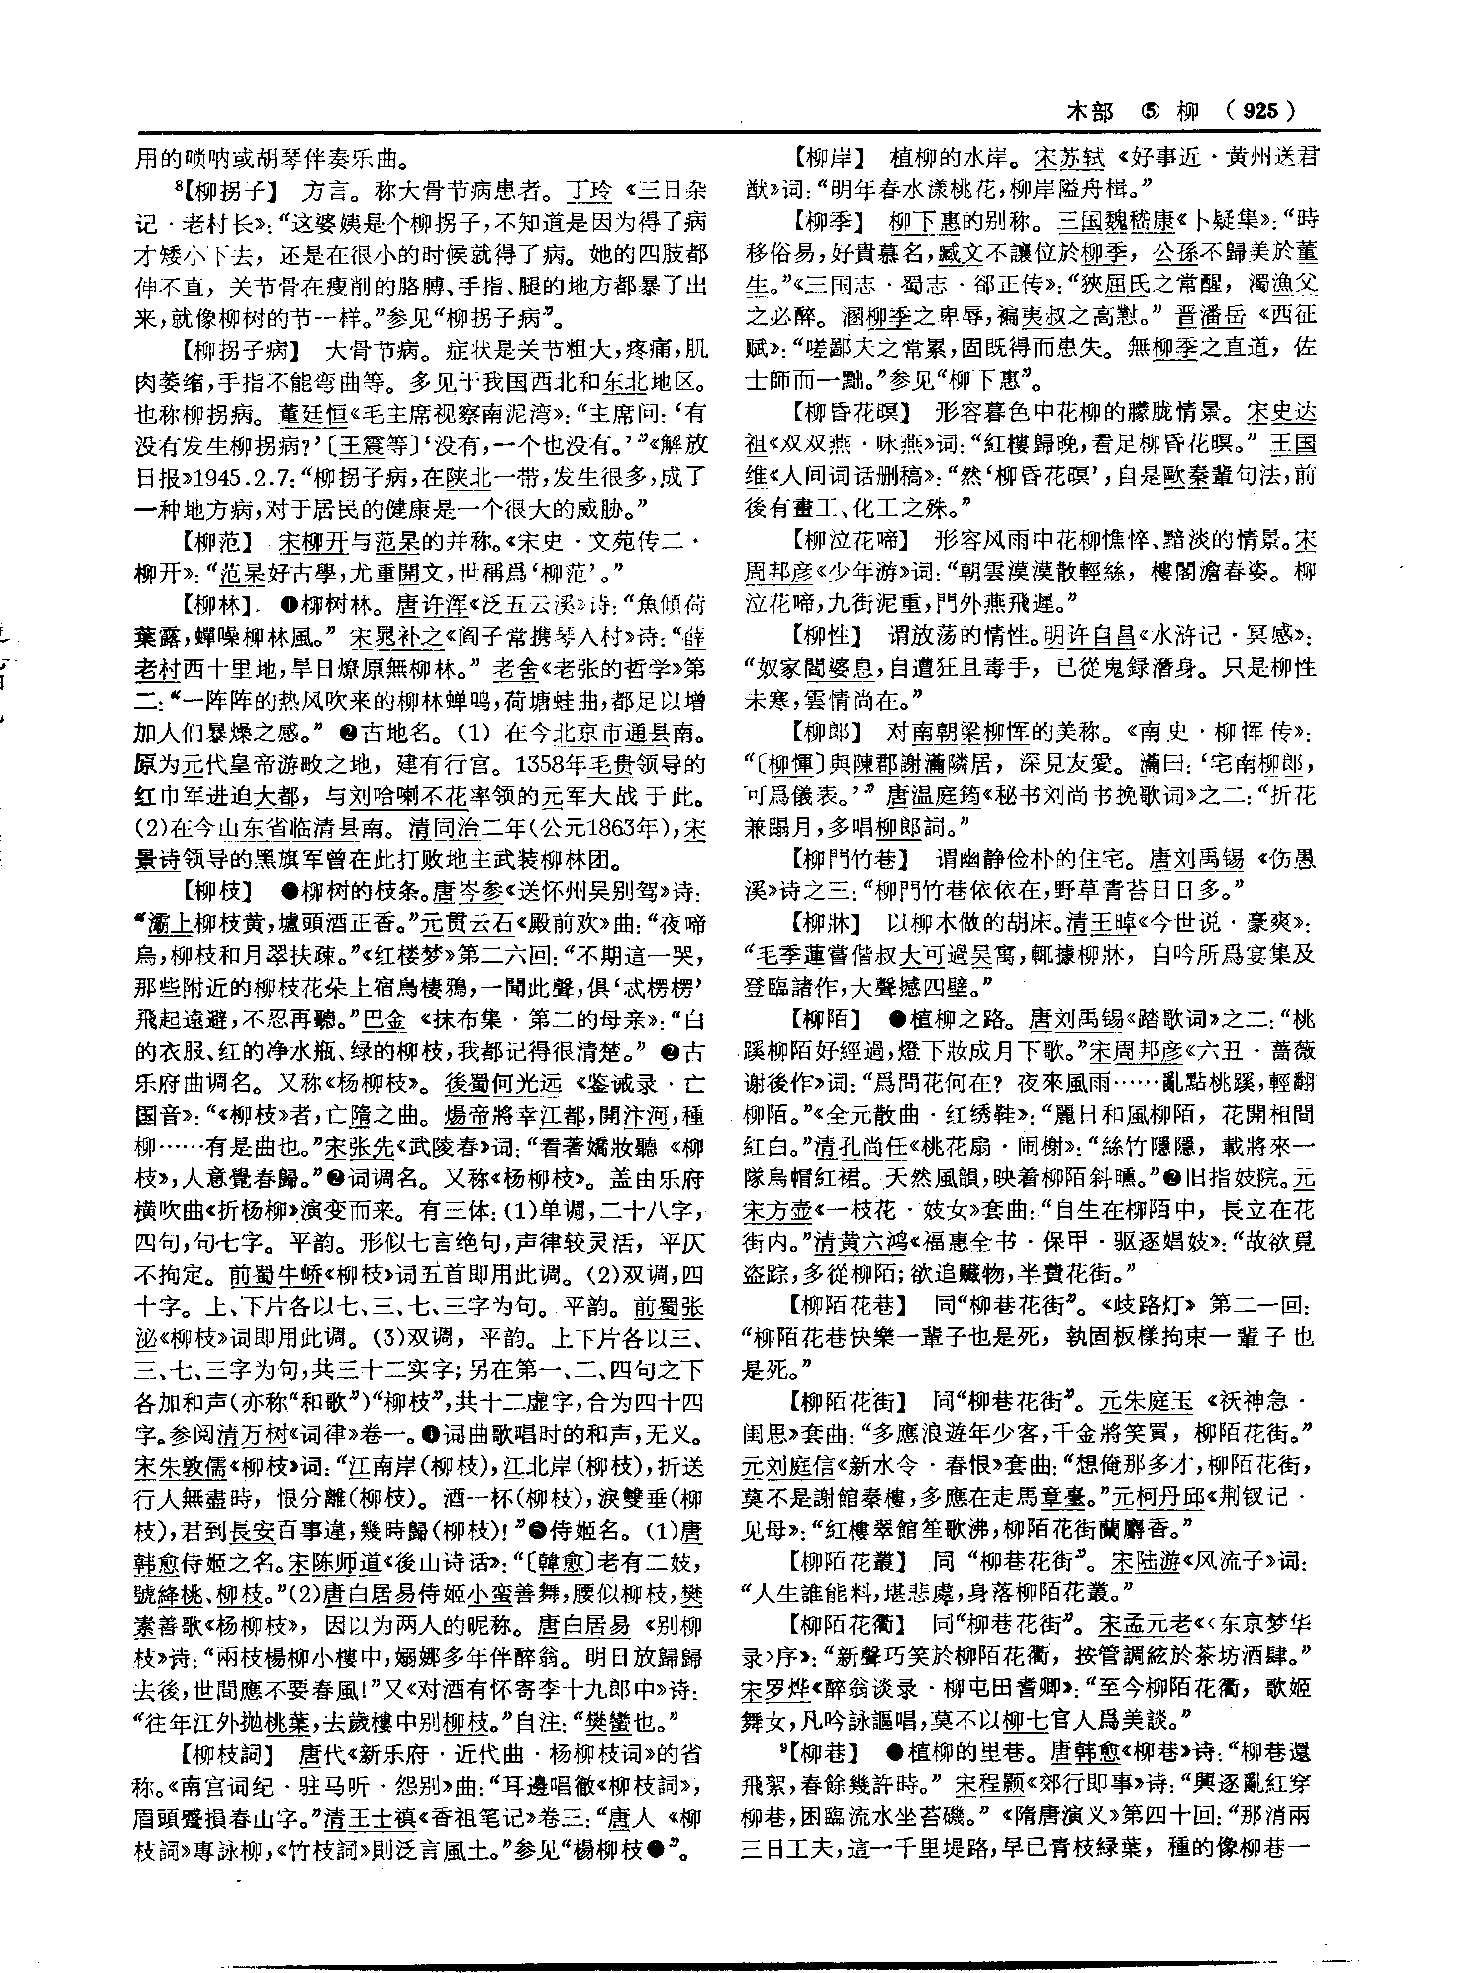 木部 ⑤ 柳 （925）
用的唢呐或胡琴伴奏乐曲。
⁸【柳拐子】 方言。称大骨节病患者。丁玲《三日杂
记·老村长》：“这婆姨是个柳拐子，不知道是因为得了病
才矮小下去，还是在很小的时候就得了病。她的四肢都
伸不直，关节骨在瘦削的胳膊、手指、腿的地方都暴了出
来，就像柳树的节一样。”参见“柳拐子病”。
【柳拐子病】 大骨节病。症状是关节粗大，疼痛，肌
肉萎缩，手指不能弯曲等。多见于我国西北和东北地区。
也称柳拐病。董廷恒《毛主席视察南泥湾》：“主席问：‘有
没有发生柳拐病？’〔王震等〕‘没有，一个也没有。’”《解放
日报》1945.2.7：“柳拐子病，在陕北一带，发生很多，成了
一种地方病，对于居民的健康是一个很大的威胁。”
【柳范】 宋柳开与范杲的并称。《宋史·文苑传二·
柳开》：“范杲好古學，尤重開文，世稱爲‘柳范’。”
【柳林】 ❶柳树林。唐许浑《泛五云溪》诗：“魚傾荷
葉露，蟬噪柳林風。”宋晁补之《阎子常携琴入村》诗：“薛
老村西十里地，旱日燎原無柳林。”老舍《老张的哲学》第
二：“一阵阵的热风吹来的柳林蝉鸣，荷塘蛙曲，都足以增
加人们暴燥之感。”❷古地名。（1）在今北京市通县南。
原为元代皇帝游畋之地，建有行宫。1358年毛贵领导的
红巾军进迫大都，与刘哈喇不花率领的元军大战于此。
（2）在今山东省临清县南。清同治二年（公元1863年），宋
景诗领导的黑旗军曾在此打败地主武装柳林团。
【柳枝】 ❶柳树的枝条。唐岑参《送怀州吴别驾》诗：
“灞上柳枝黄，壚頭酒正香。”元贯云石《殿前欢》曲：“夜啼
烏，柳枝和月翠扶疎。”《红楼梦》第二六回：“不期這一哭，
那些附近的柳枝花朵上宿鳥棲鴉，一聞此聲，俱‘忒楞楞’
飛起遠避，不忍再聽。”巴金《抹布集·第二的母亲》：“白
的衣服、红的净水瓶、绿的柳枝，我都记得很清楚。”❷古
乐府曲调名。又称《杨柳枝》。後蜀何光远《鉴诫录·亡
国音》：“《柳枝》者，亡隋之曲。煬帝將幸江都，開汴河，種
柳……有是曲也。”宋张先《武陵春》词：“看著嬌妝聽《柳
枝》，人意覺春歸。”❷词调名。又称《杨柳枝》。盖由乐府
横吹曲《折杨柳》演变而来。有三体：（1）单调，二十八字，
四句，句七字。平韵。形似七言绝句，声律较灵活，平仄
不拘定。前蜀牛峤《柳枝》词五首即用此调。（2）双调，四
十字。上、下片各以七、三、七、三字为句。平韵。前蜀张
泌《柳枝》词即用此调。（3）双调，平韵。上下片各以三、
三、七、三字为句，共三十二实字；另在第一、二、四句之下
各加和声（亦称“和歌”）“柳枝”，共十二虚字，合为四十四
字。参阅清万树《词律》卷一。❹词曲歌唱时的和声，无义。
宋朱敦儒《柳枝》词：“江南岸（柳枝），江北岸（柳枝），折送
行人無盡時，恨分離（柳枝）。酒一杯（柳枝），淚雙垂（柳
枝），君到長安百事違，幾時歸（柳枝）！”❺侍姬名。（1）唐
韩愈侍姬之名。宋陈师道《後山诗话》：“〔韓愈〕老有二妓，
號絳桃、柳枝。”（2）唐白居易侍姬小蛮善舞，腰似柳枝，樊
素善歌《杨柳枝》，因以为两人的昵称。唐白居易《别柳
枝》诗：“兩枝楊柳小樓中，嫋娜多年伴醉翁。明日放歸歸
去後，世間應不要春風！”又《对酒有怀寄李十九郎中》诗：
“往年江外抛桃葉，去歲樓中别柳枝。”自注：“樊蠻也。”
【柳枝詞】 唐代《新乐府·近代曲·杨柳枝词》的省
称。《南宫词纪·驻马听·怨别》曲：“耳邊唱徹《柳枝詞》，
眉頭蹙損春山字。”清王士禛《香祖笔记》卷三：“唐人《柳
枝詞》專詠柳，《竹枝詞》則泛言風土。”参见“楊柳枝❶”。
【柳岸】 植柳的水岸。宋苏轼《好事近·黄州送君
猷》词：“明年春水漾桃花，柳岸隘舟楫。”
【柳季】 柳下惠的别称。三国魏嵇康《卜疑集》：“時
移俗易，好貴慕名，臧文不讓位於柳季，公孫不歸美於董
生。”《三国志·蜀志·郤正传》：“狹屈氏之常醒，濁漁父
之必醉。溷柳季之卑辱，褊夷叔之高懟。”晋潘岳《西征
赋》：“嗟鄙夫之常累，固既得而患失。無柳季之直道，佐
士師而一黜。”参见“柳下惠”。
【柳昏花暝】 形容暮色中花柳的朦胧情景。宋史达
祖《双双燕·咏燕》词：“紅樓歸晚，看足柳昏花暝。”王国
维《人间词话删稿》：“然‘柳昏花暝’，自是歐秦輩句法，前
後有畫工、化工之殊。”
【柳泣花啼】 形容风雨中花柳憔悴、黯淡的情景。宋
周邦彦《少年游》词：“朝雲漠漠散輕絲，樓閣澹春姿。柳
泣花啼，九街泥重，門外燕飛遲。”
【柳性】 谓放荡的情性。明许自昌《水浒记·冥感》：
“奴家閻婆息，自遭狂且毒手，已從鬼録潛身。只是柳性
未寒，雲情尚在。”
【柳郎】 对南朝梁柳恽的美称。《南史·柳恽传》：
“〔柳惲〕與陳郡謝瀹隣居，深見友愛。瀹曰：‘宅南柳郎，
可爲儀表。’”唐温庭筠《秘书刘尚书挽歌词》之二：“折花
兼蹋月，多唱柳郎詞。”
【柳門竹巷】 谓幽静俭朴的住宅。唐刘禹锡《伤愚
溪》诗之三：“柳門竹巷依依在，野草青苔日日多。”
【柳牀】 以柳木做的胡床。清王晫《今世说·豪爽》：
“毛季蓮嘗偕叔大可過吴寓，輒據柳牀，自吟所爲宴集及
登臨諸作，大聲撼四壁。”
【柳陌】 ❶植柳之路。唐刘禹锡《踏歌词》之二：“桃
蹊柳陌好經過，燈下妝成月下歌。”宋周邦彦《六丑·蔷薇
谢後作》词：“爲問花何在？夜來風雨……亂點桃蹊，輕翻
柳陌。”《全元散曲·红绣鞋》：“麗日和風柳陌，花開相間
紅白。”清孔尚任《桃花扇·闹榭》：“絲竹隱隱，載將來一
隊烏帽紅裙。天然風韻，映着柳陌斜曛。”❷旧指妓院。元
宋方壶《一枝花·妓女》套曲：“自生在柳陌中，長立在花
街内。”清黄六鸿《福惠全书·保甲·驱逐娼妓》：“故欲覓
盗踪，多從柳陌；欲追贓物，半費花街。”
【柳陌花巷】 同“柳巷花街”。《歧路灯》第二一回：
“柳陌花巷快樂一輩子也是死，執固板樣拘束一輩子也
是死。”
【柳陌花街】 同“柳巷花街”。元朱庭玉《祆神急·
闺思》套曲：“多應浪遊年少客，千金將笑買，柳陌花街。”
元刘庭信《新水令·春恨》套曲：“想俺那多才，柳陌花街，
莫不是謝館秦樓，多應在走馬章臺。”元柯丹邱《荆钗记·
见母》：“紅樓翠館笙歌沸，柳陌花街蘭麝香。”
【柳陌花叢】 同“柳巷花街”。宋陆游《风流子》词：
“人生誰能料，堪悲處，身落柳陌花叢。”
【柳陌花衢】 同“柳巷花街”。宋孟元老《〈东京梦华
录〉序》：“新聲巧笑於柳陌花衢，按管調絃於茶坊酒肆。”
宋罗烨《醉翁谈录·柳屯田耆卿》：“至今柳陌花衢，歌姬
舞女，凡吟詠謳唱，莫不以柳七官人爲美談。”
⁹【柳巷】 ❶植柳的里巷。唐韩愈《柳巷》诗：“柳巷還
飛絮，春餘幾許時。”宋程颢《郊行即事》诗：“興逐亂紅穿
柳巷，困臨流水坐苔磯。”《隋唐演义》第四十回：“那消兩
三日工夫，這一千里堤路，早已青枝緑葉，種的像柳巷一